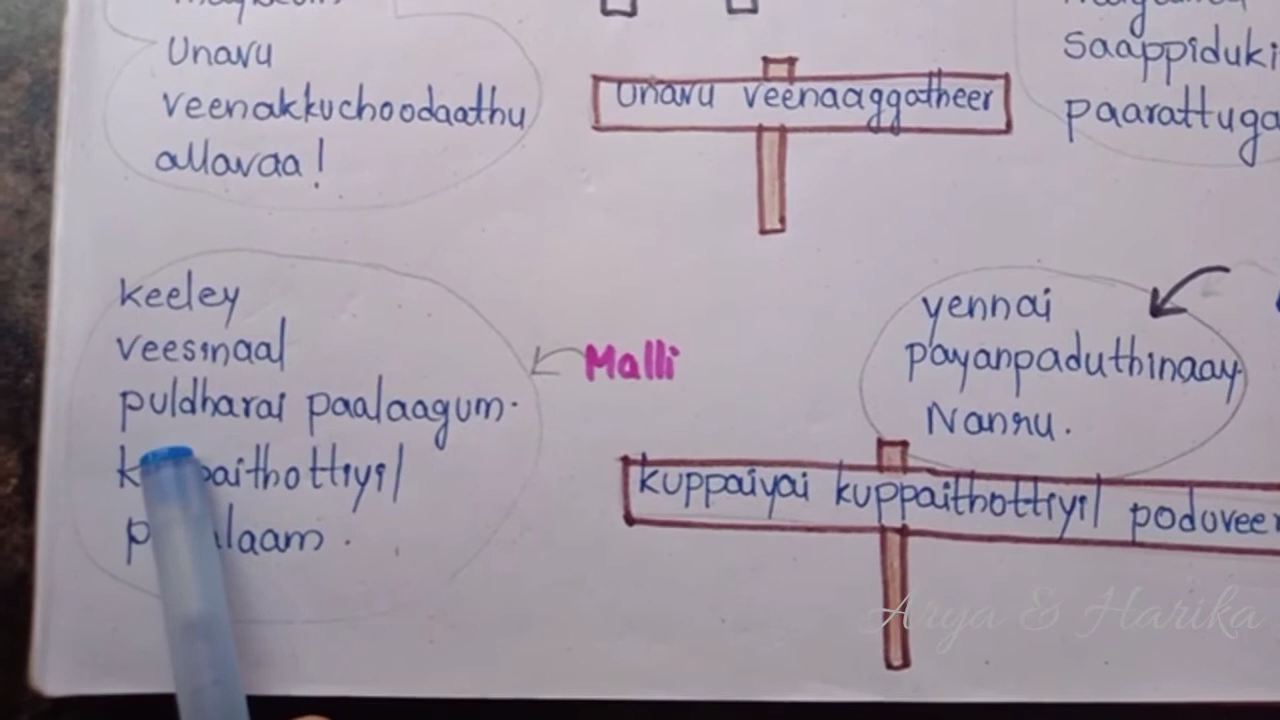 Unavu
veenakkuchoodaathu
allavaa!
Unavu veenaaggatheer
saappiduki
paarattuga
keeley
veesinaal
puldharai paalaagum.
paithottiyil
laam.
Malli
yennai
payanpaduthinaay
Nanru.
kuppaiyai kuppaithottiyil poduveer
Arya & Harika